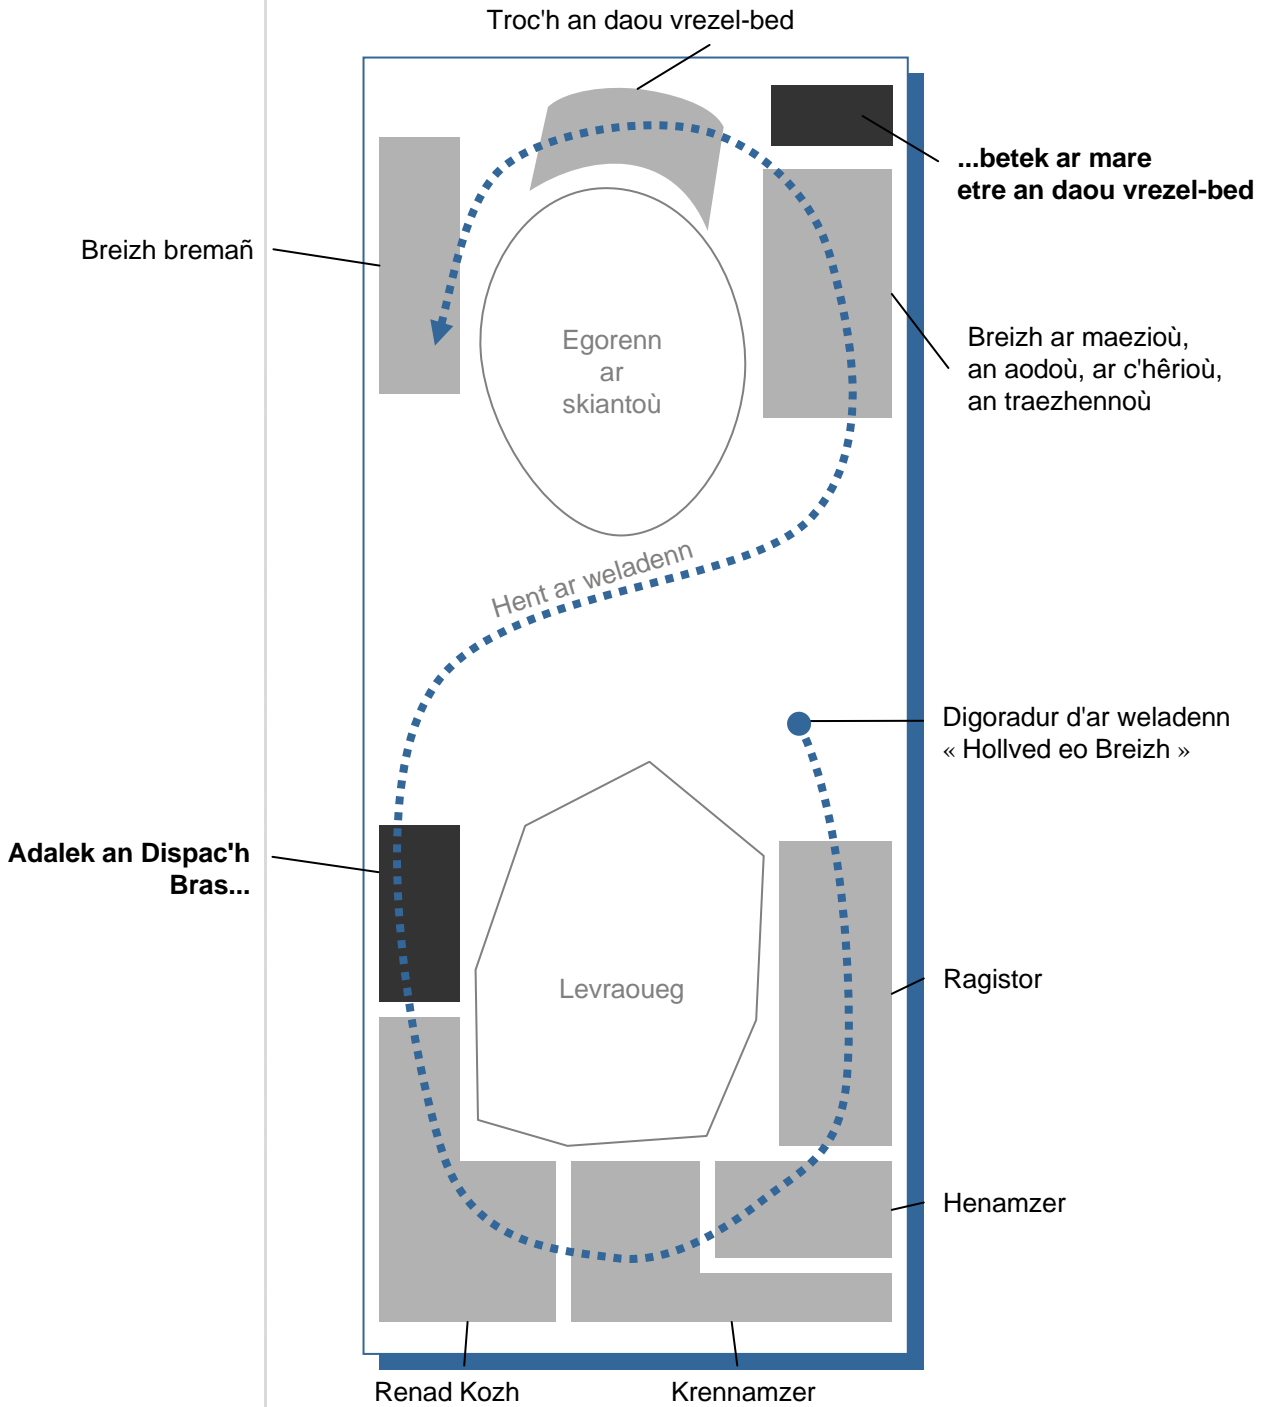 Troc'h an daou vrezel-bed
...betek ar mare
etre an daou vrezel-bed
Breizh bremañ
Breizh ar maezioù,
an aodoù, ar c'hêrioù,
an traezhennoù
Egorenn
ar
skiantoù
Hent ar weladenn
Digoradur d'ar weladenn
« Hollved eo Breizh »
Adalek an Dispac'h
Bras...
Levraoueg
Ragistor
Henamzer
Renad Kozh
Krennamzer